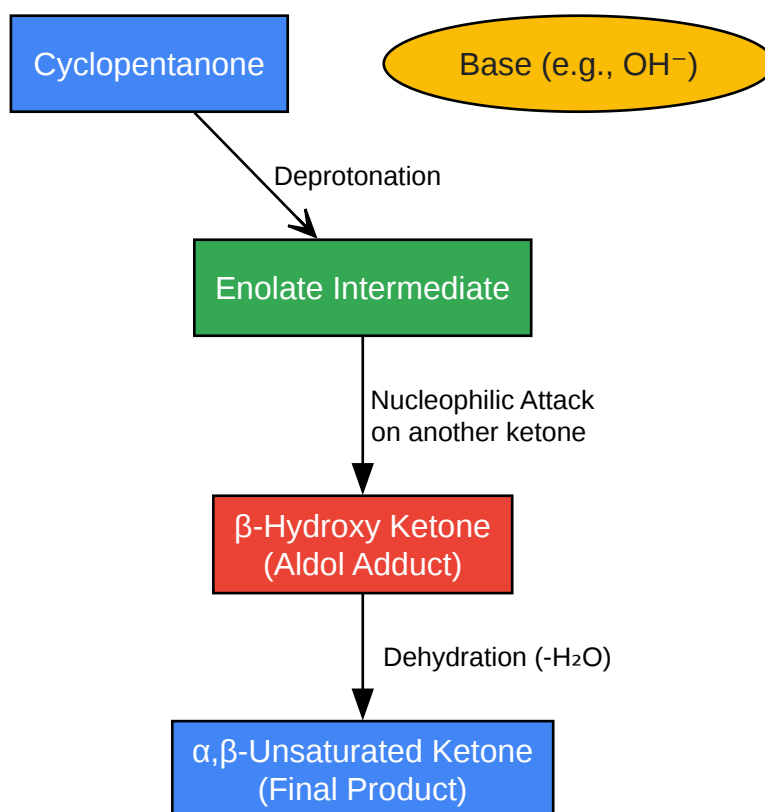 Cyclopentanone
Base (e.g., OH⁻)
Deprotonation
Enolate Intermediate
Nucleophilic Attack
on another ketone
β-Hydroxy Ketone
(Aldol Adduct)
Dehydration (-H₂O)
α,β-Unsaturated Ketone
(Final Product)